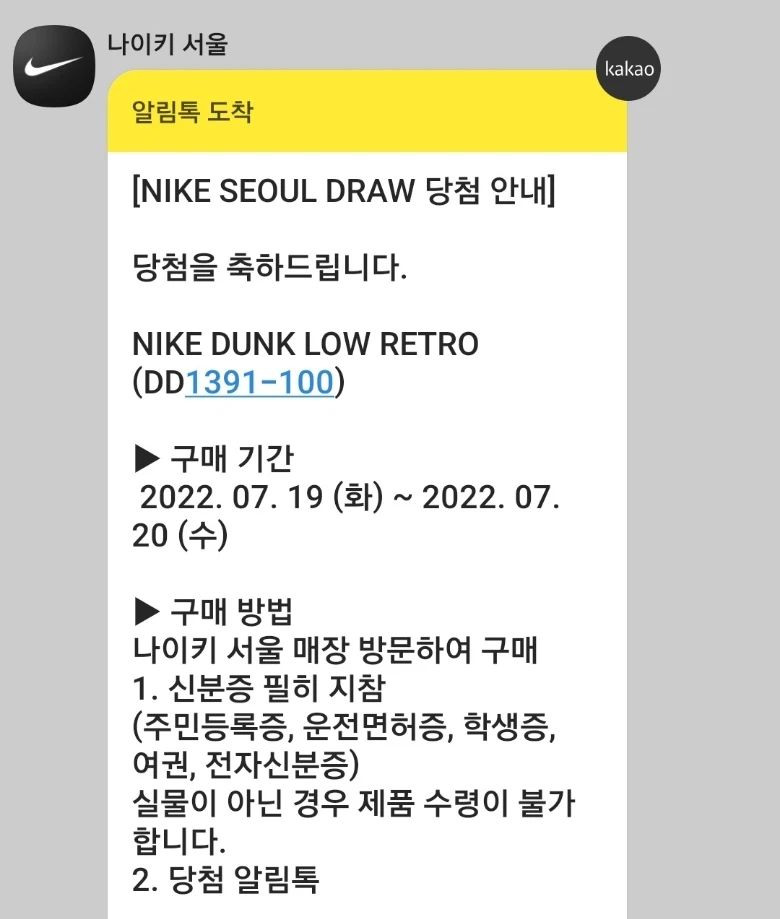 나이키 서울
kakao
알림톡 도착
[NIKE SEOUL DRAW 당첨 안내]
당첨을 축하드립니다.
NIKE DUNK LOW RETRO
(DD1391-100)
▶ 구매 기간
2022. 07. 19 (화) ~ 2022. 07.
20 (수)
▶ 구매 방법
나이키 서울 매장 방문하여 구매
1. 신분증 필히 지참
(주민등록증, 운전면허증, 학생증,
여권, 전자신분증)
실물이 아닌 경우 제품 수령이 불가
합니다.
2. 당첨 알림톡